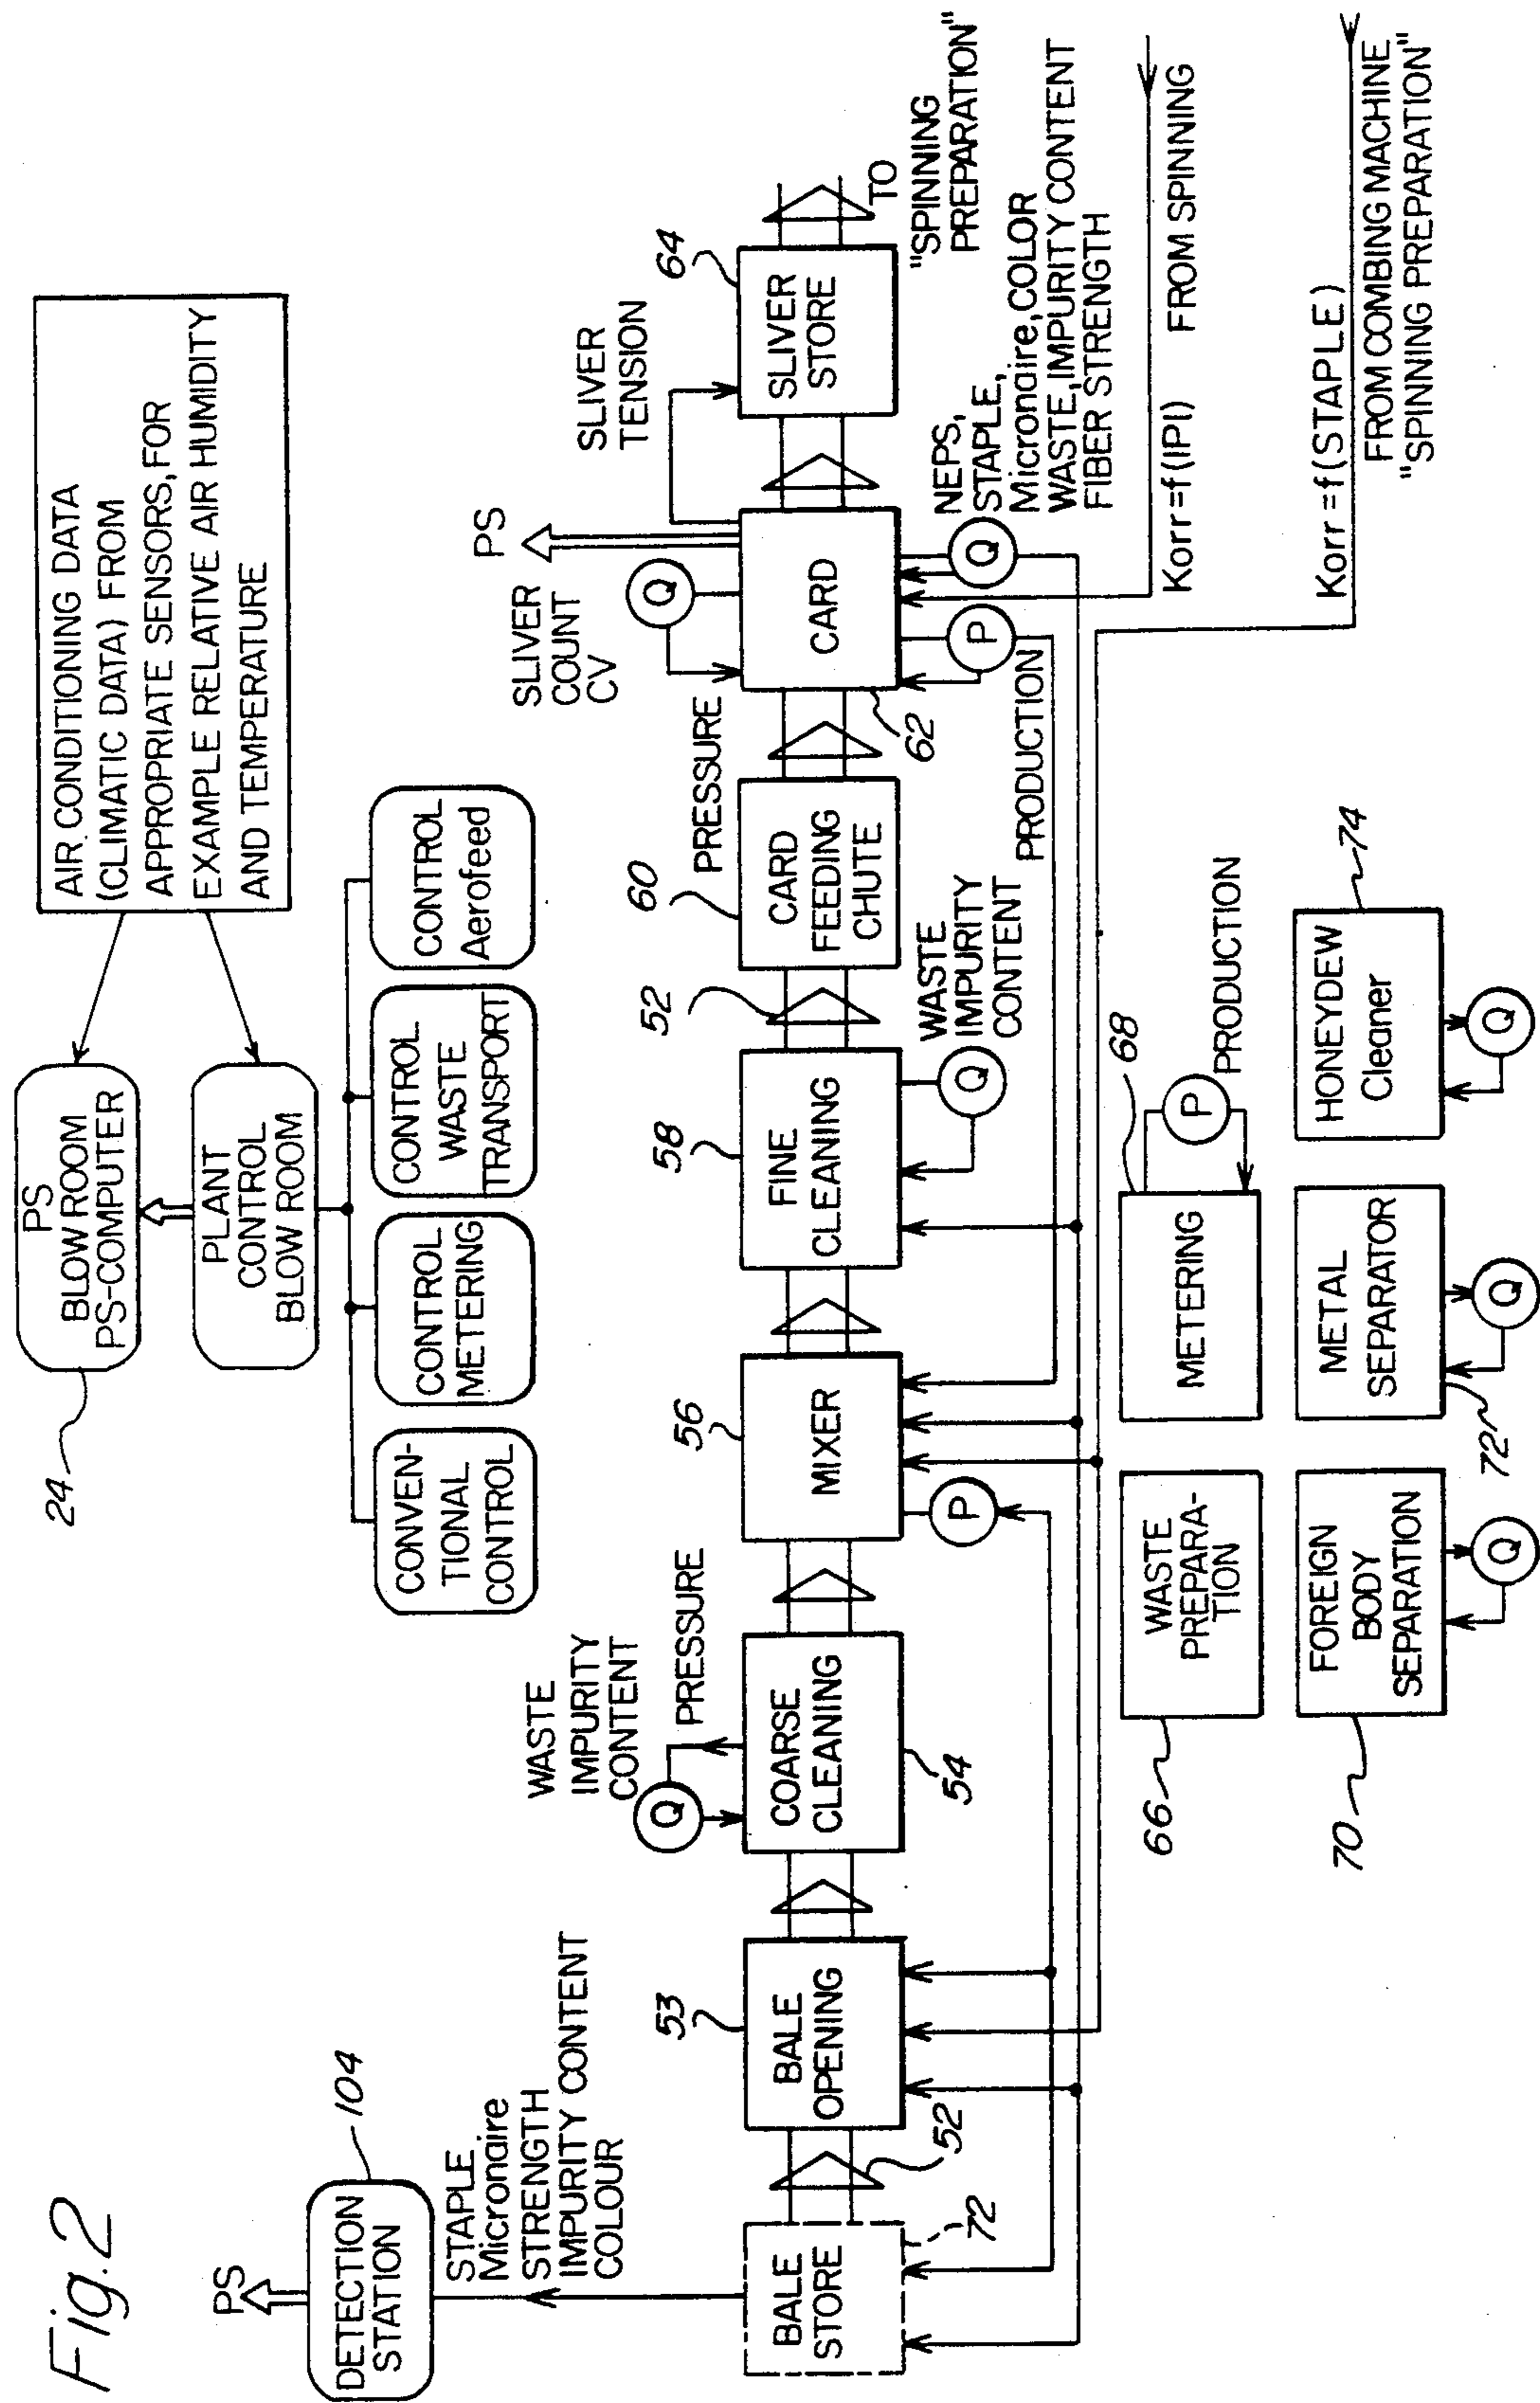 Fig.2
AIR CONDITIONING DATA
(CLIMATIC DATA) FROM
APPROPRIATE SENSORS, FOR
EXAMPLE RELATIVE AIR HUMIDITY
AND TEMPERATURE
24
PS
BLOW ROOM
PS-COMPUTER
PLANT
CONTROL
BLOW ROOM
CONVEN-
TIONAL
CONTROL
CONTROL
METERING
CONTROL
WASTE
TRANSPORT
CONTROL
Aerofeed
PS
DETECTION
STATION
104
STAPLE
Micronaire
STRENGTH
IMPURITY CONTENT
COLOUR
BALE
STORE
72
52
53
BALE
OPENING
WASTE
IMPURITY
CONTENT
Q
PRESSURE
COARSE
CLEANING
54
56
MIXER
P
58
FINE
CLEANING
Q
WASTE
IMPURITY
CONTENT
52
60
CARD
FEEDING
CHUTE
PRESSURE
SLIVER
COUNT
CV
Q
PS
CARD
62
P
PRODUCTION
Q
NEPS,
STAPLE,
Micronaire, COLOR
WASTE, IMPURITY CONTENT
FIBER STRENGTH
SLIVER
TENSION
64
SLIVER
STORE
TO
"SPINNING
PREPARATION"
Korr=f(IPI) FROM SPINNING
Korr=f(STAPLE)
FROM COMBING MACHINE
"SPINNING PREPARATION"
66
WASTE
PREPARA-
TION
68
METERING
P
PRODUCTION
70
FOREIGN
BODY
SEPARATION
Q
72
METAL
SEPARATOR
Q
74
HONEYDEW
Cleaner
Q